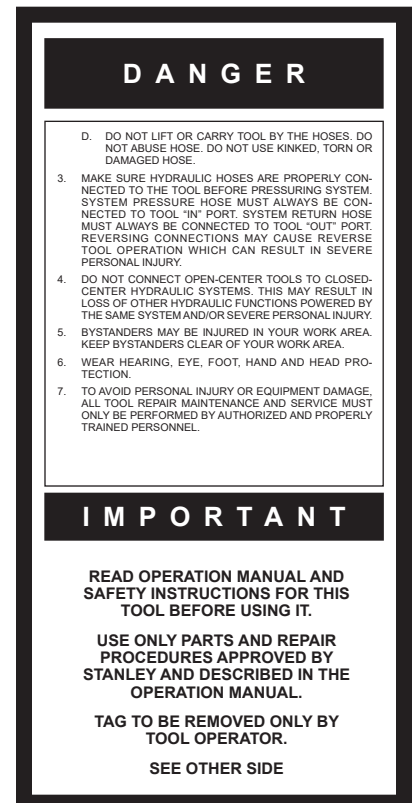 DANGER
D. DO NOT LIFT OR CARRY TOOL BY THE HOSES. DO
NOT ABUSE HOSE. DO NOT USE KINKED, TORN OR
DAMAGED HOSE.
3. MAKE SURE HYDRAULIC HOSES ARE PROPERLY CON-
NECTED TO THE TOOL BEFORE PRESSURING SYSTEM.
SYSTEM PRESSURE HOSE MUST ALWAYS BE CON-
NECTED TO TOOL “IN” PORT. SYSTEM RETURN HOSE
MUST ALWAYS BE CONNECTED TO TOOL “OUT” PORT.
REVERSING CONNECTIONS MAY CAUSE REVERSE
TOOL OPERATION WHICH CAN RESULT IN SEVERE
PERSONAL INJURY.
4. DO NOT CONNECT OPEN-CENTER TOOLS TO CLOSED-
CENTER HYDRAULIC SYSTEMS. THIS MAY RESULT IN
LOSS OF OTHER HYDRAULIC FUNCTIONS POWERED BY
THE SAME SYSTEM AND/OR SEVERE PERSONAL INJURY.
5. BYSTANDERS MAY BE INJURED IN YOUR WORK AREA.
KEEP BYSTANDERS CLEAR OF YOUR WORK AREA.
6. WEAR HEARING, EYE, FOOT, HAND AND HEAD PRO-
TECTION.
7. TO AVOID PERSONAL INJURY OR EQUIPMENT DAMAGE,
ALL TOOL REPAIR MAINTENANCE AND SERVICE MUST
ONLY BE PERFORMED BY AUTHORIZED AND PROPERLY
TRAINED PERSONNEL.
IMPORTANT
READ OPERATION MANUAL AND
SAFETY INSTRUCTIONS FOR THIS
TOOL BEFORE USING IT.
USE ONLY PARTS AND REPAIR
PROCEDURES APPROVED BY
STANLEY AND DESCRIBED IN THE
OPERATION MANUAL.
TAG TO BE REMOVED ONLY BY
TOOL OPERATOR.
SEE OTHER SIDE